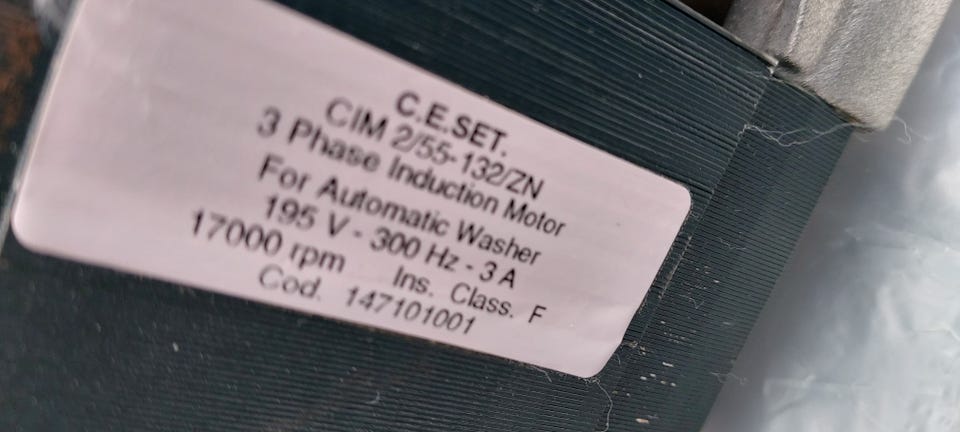 C.E.SET.
CIM 2/55-132/ZN
3 Phase Induction Motor
For Automatic Washer
195 V - 300 Hz - 3 A
17000 rpm Ins. Class. F
Cod. 147101001